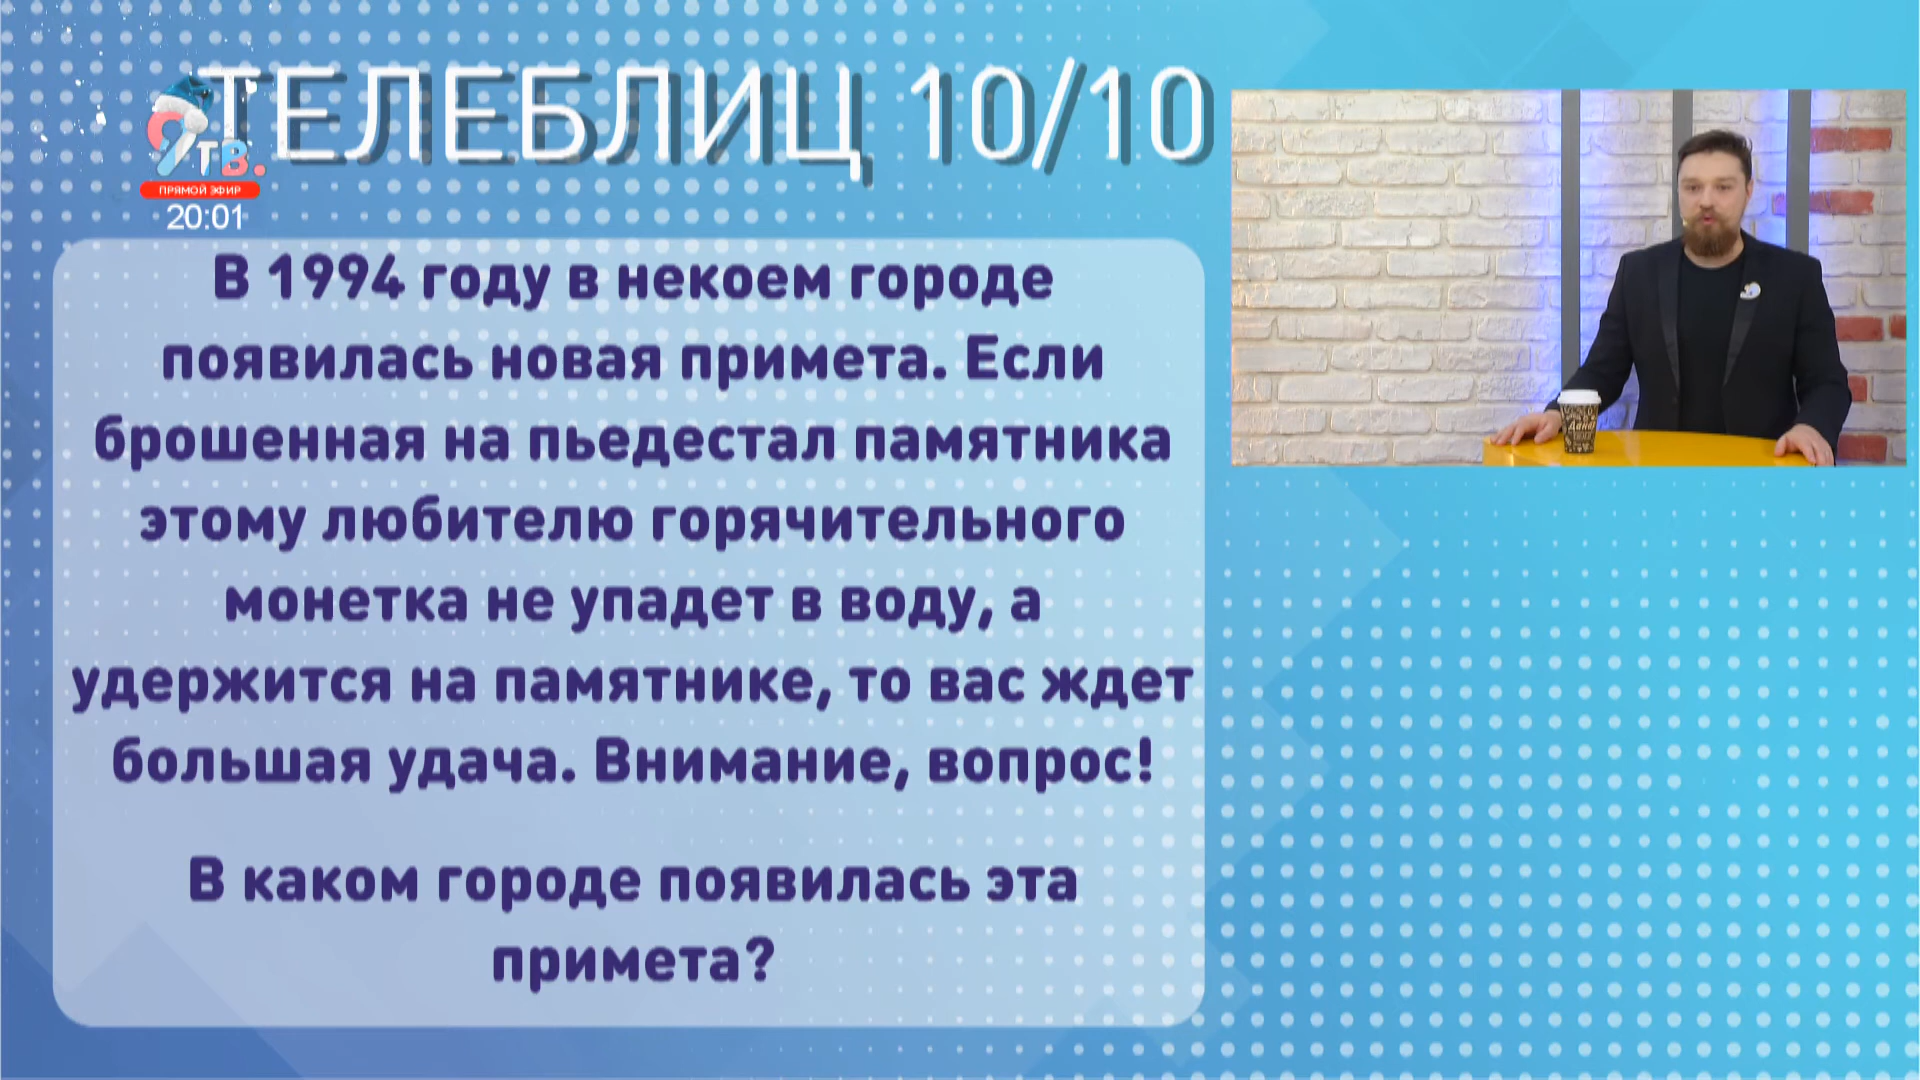 ТЕЛЕБЛИЦ 10/10
9ТВ.
ПРЯМОЙ ЭФИР
20:01
В 1994 году в некоем городе
появилась новая примета. Если
брошенная на пьедестал памятника
этому любителю горячительного
монетка не упадет в воду, а
удержится на памятнике, то вас ждет
большая удача. Внимание, вопрос!
В каком городе появилась эта
примета?